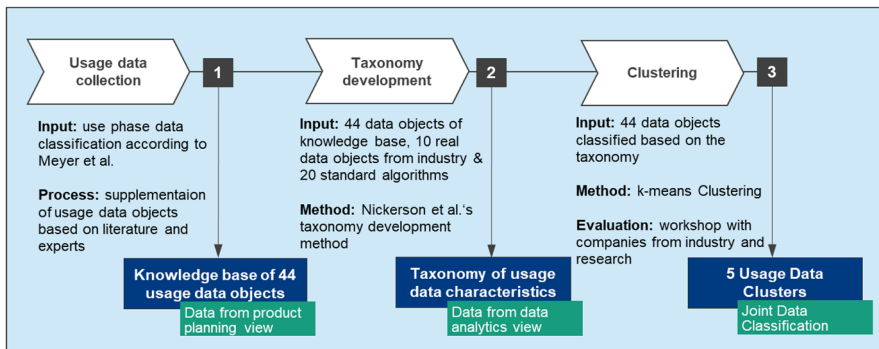 Usage data
collection
1
Input: use phase data
classification according to
Meyer et al.
Process: supplementaion
of usage data objects
based on literature and
experts
Knowledge base of 44
usage data objects
Data from product
planning view
Taxonomy
development
2
Input: 44 data objects of
knowledge base, 10 real
data objects from industry &
20 standard algorithms
Method: Nickerson et al.‘s
taxonomy development
method
Taxonomy of usage
data characteristics
Data from data
analytics view
Clustering
3
Input: 44 data objects
classified based on the
taxonomy
Method: k-means Clustering
Evaluation: workshop with
companies from industry and
research
5 Usage Data
Clusters
Joint Data
Classification